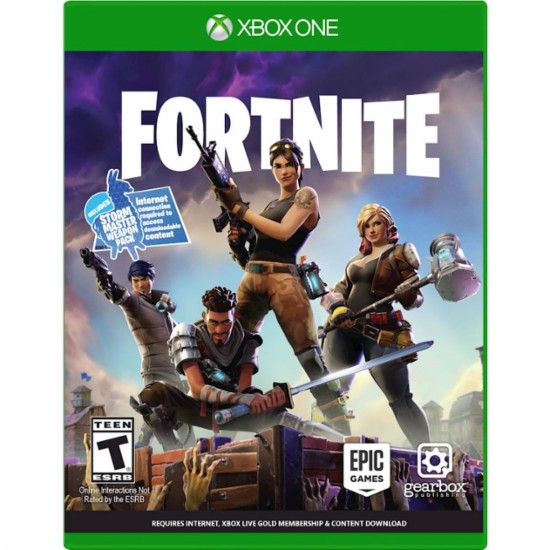 XBOX ONE
FORTNITE
INCLUDES:
STORM
MASTER
WEAPON
PACK
Internet
connection
required to
access
downloadable
content
TEEN
T
ESRB
Online Interactions Not
Rated by the ESRB
EPIC
GAMES
gearbox
publishing
REQUIRES INTERNET, XBOX LIVE GOLD MEMBERSHIP & CONTENT DOWNLOAD